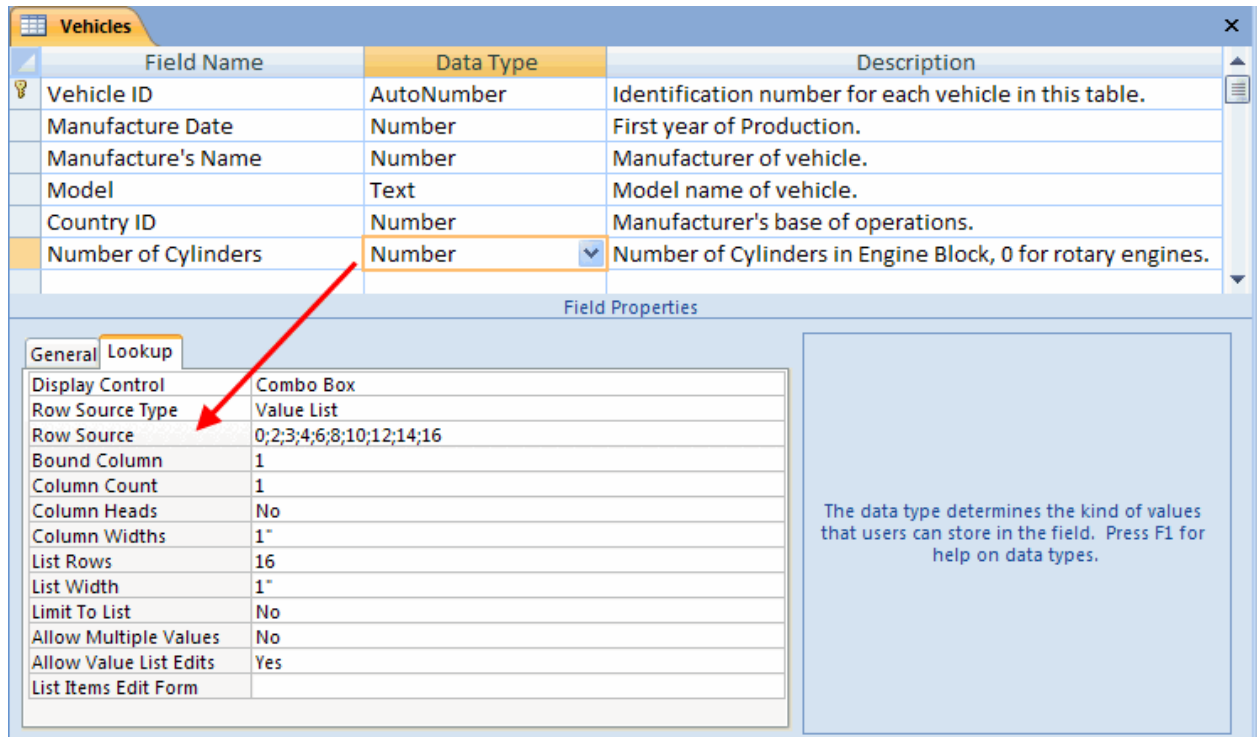 Vehicles
Field Name Data Type Description
Vehicle ID AutoNumber Identification number for each vehicle in this table.
Manufacture Date Number First year of Production.
Manufacture's Name Number Manufacturer of vehicle.
Model Text Model name of vehicle.
Country ID Number Manufacturer's base of operations.
Number of Cylinders Number Number of Cylinders in Engine Block, 0 for rotary engines.
Field Properties
General Lookup
Display Control Combo Box
Row Source Type Value List
Row Source 0;2;3;4;6;8;10;12;14;16
Bound Column 1
Column Count 1
Column Heads No
Column Widths 1"
List Rows 16
List Width 1"
Limit To List No
Allow Multiple Values No
Allow Value List Edits Yes
List Items Edit Form
The data type determines the kind of values
that users can store in the field. Press F1 for
help on data types.